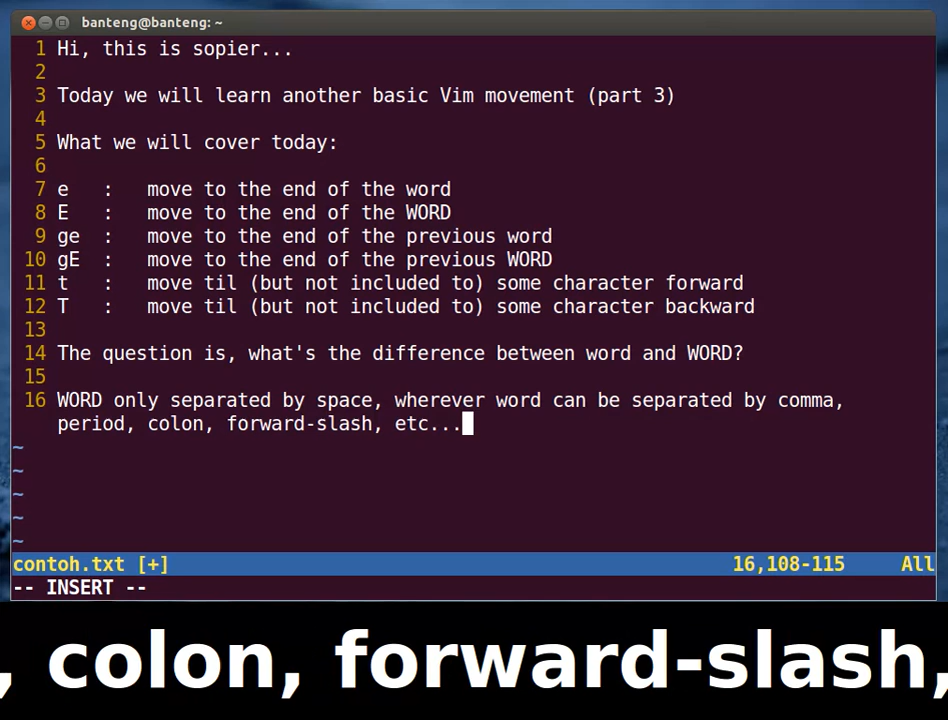 banteng@banteng: ~
1 Hi, this is sopier...
2
3 Today we will learn another basic Vim movement (part 3)
4
5 What we will cover today:
6
7 e   :   move to the end of the word
8 E   :   move to the end of the WORD
9 ge  :   move to the end of the previous word
10 gE  :   move to the end of the previous WORD
11 t   :   move til (but not included to) some character forward
12 T   :   move til (but not included to) some character backward
13
14 The question is, what's the difference between word and WORD?
15
16 WORD only separated by space, wherever word can be separated by comma,
period, colon, forward-slash, etc...
~
~
~
~
~
contoh.txt [+] 16,108-115 All
-- INSERT --
, colon, forward-slash,